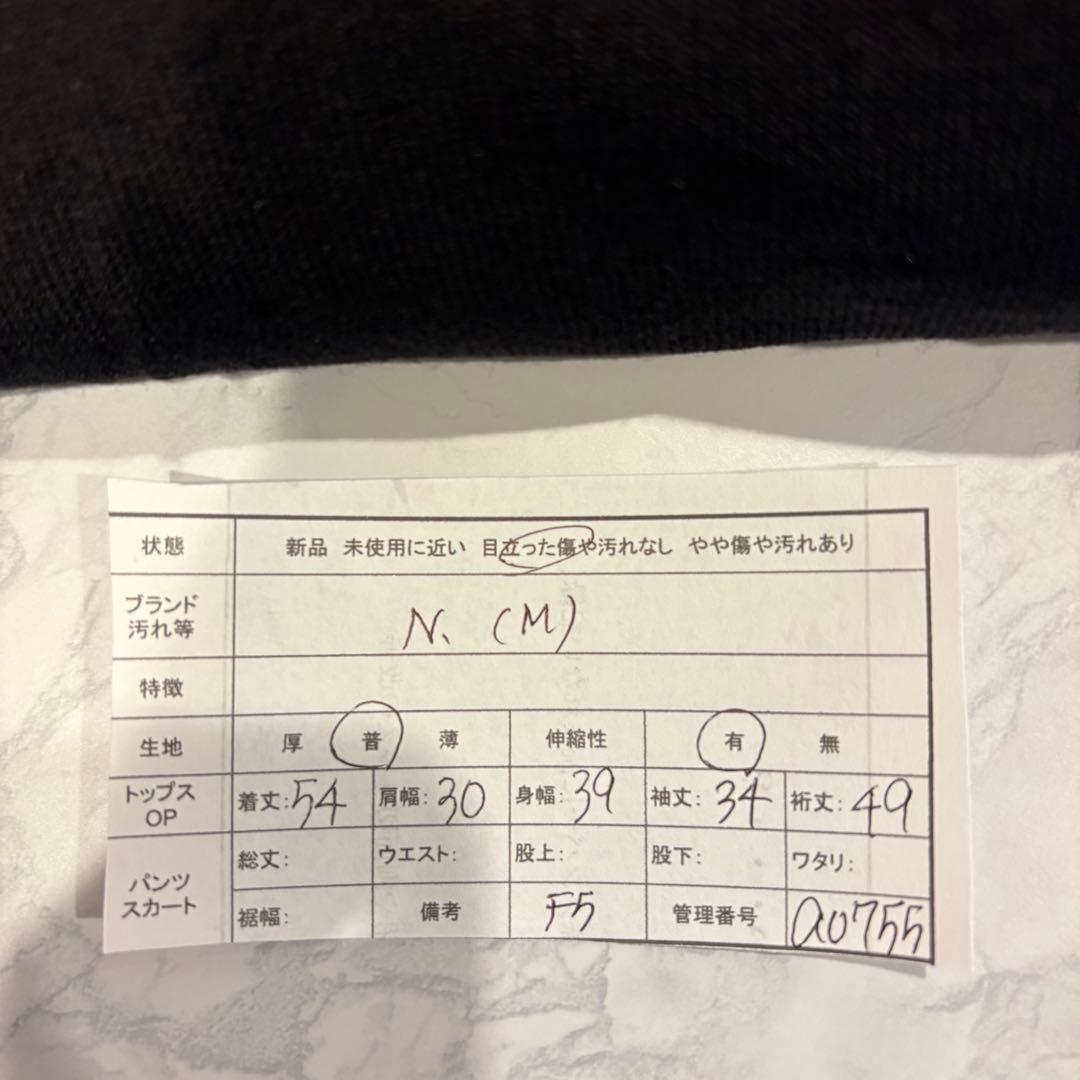 状態 新品 未使用に近い 目立った傷や汚れなし やや傷や汚れあり
ブランド
汚れ等
N. (M)
特徴
生地 厚 普 薄 伸縮性 有 無
トップス
OP
着丈:54 肩幅:30 身幅:39 袖丈:34 裄丈:49
パンツ
スカート
総丈: ウエスト: 股上: 股下: ワタリ:
裾幅: 備考 F5 管理番号 a0755